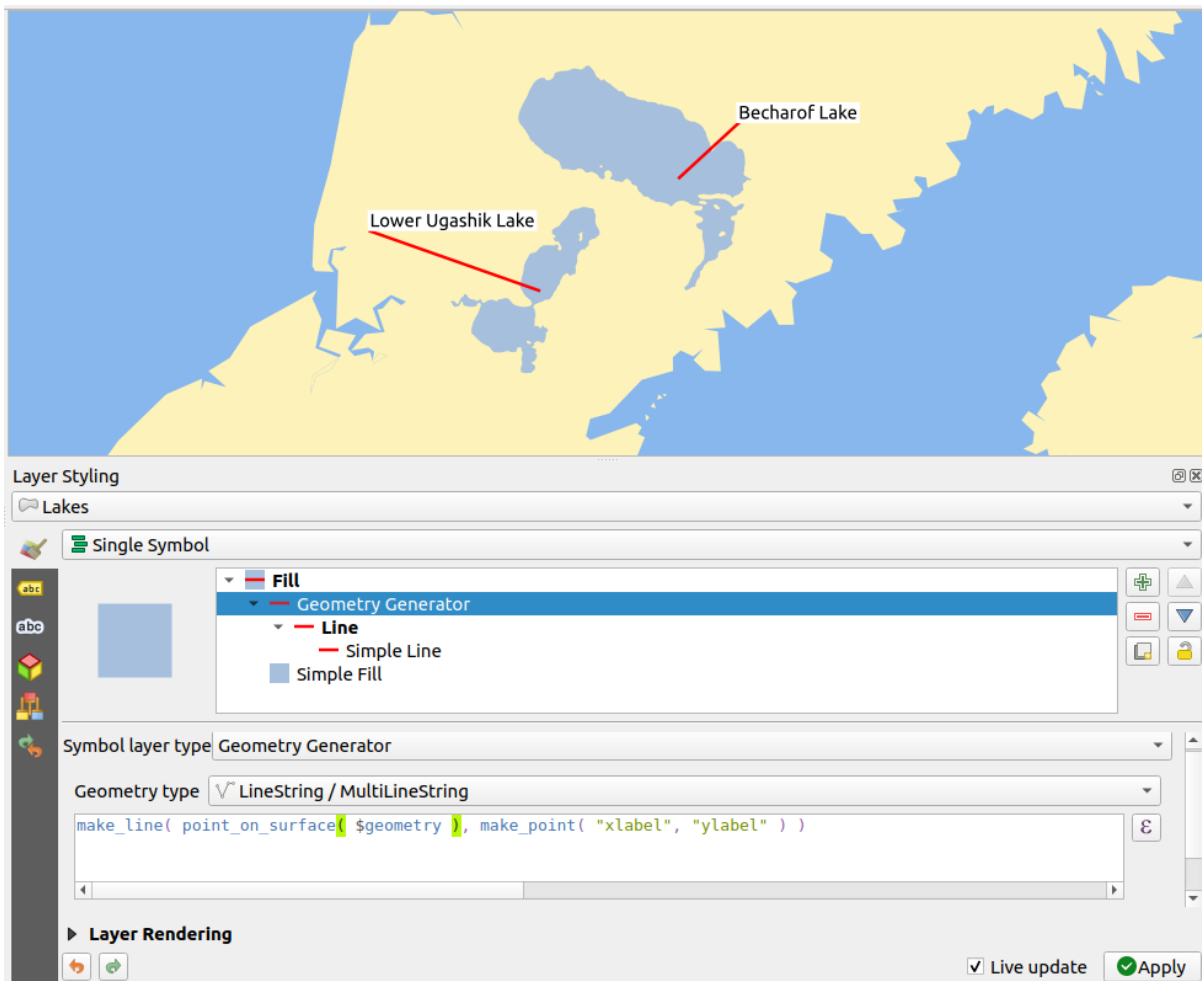 Becharof Lake
Lower Ugashik Lake
Layer Styling
Lakes
Single Symbol
abc
abc
Fill
Geometry Generator
Line
Simple Line
Simple Fill
Symbol layer type Geometry Generator
Geometry type LineString / MultiLineString
make_line( point_on_surface( $geometry ), make_point( "xlabel", "ylabel" ) )
ε
Layer Rendering
Live update Apply